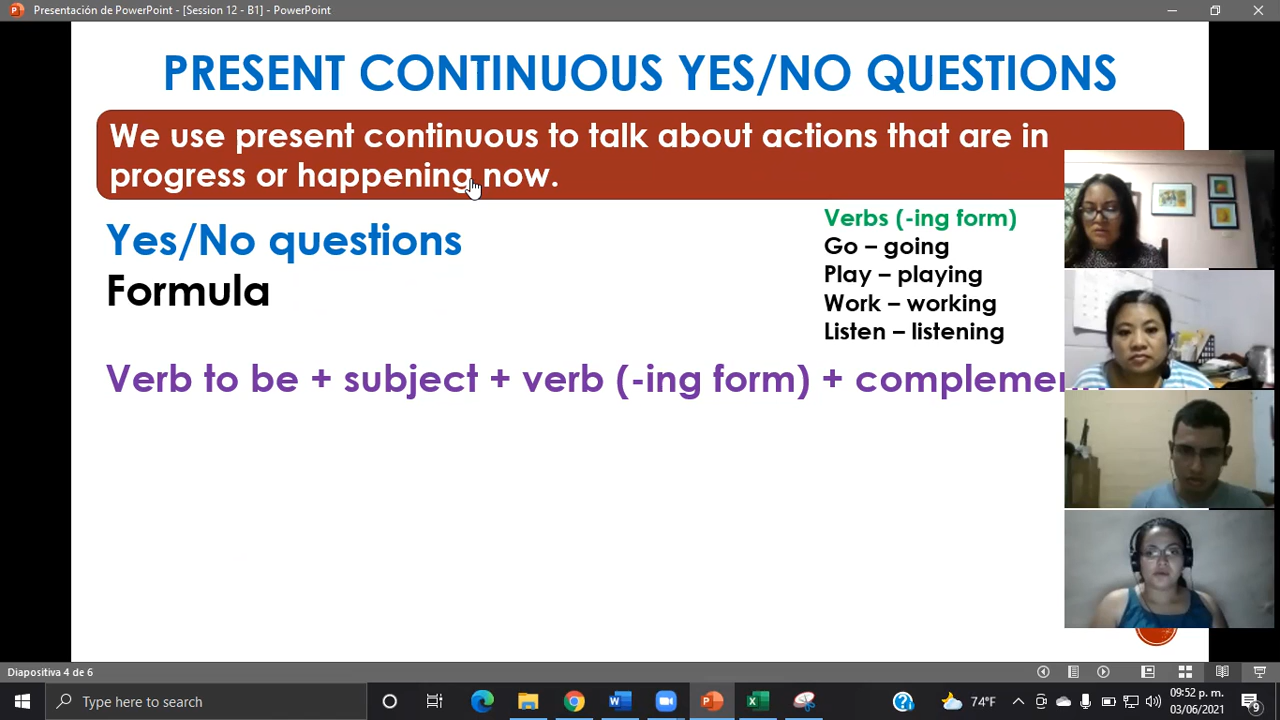 Presentación de PowerPoint - [Session 12 - B1] - PowerPoint
PRESENT CONTINUOUS YES/NO QUESTIONS
We use present continuous to talk about actions that are in
progress or happening now.
Yes/No questions
Formula
Verbs (-ing form)
Go – going
Play – playing
Work – working
Listen – listening
Verb to be + subject + verb (-ing form) + complemen
Diapositiva 4 de 6
Type here to search
74°F
09:52 p. m.
03/06/2021
9